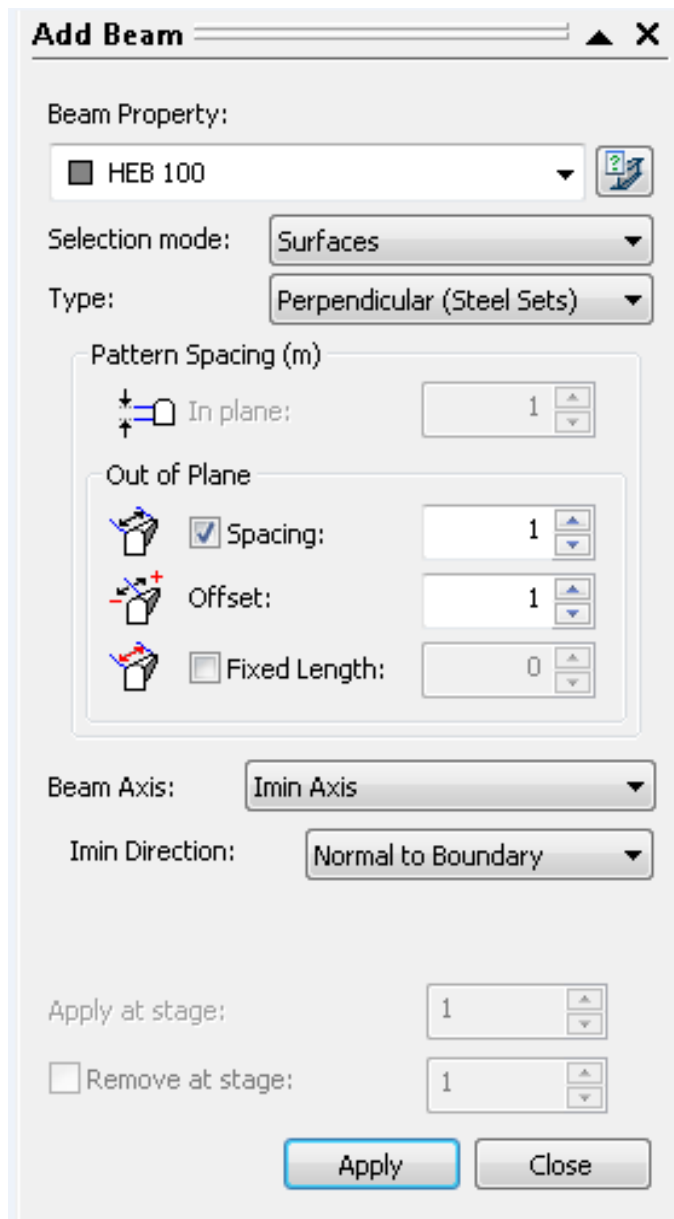 Add Beam
Beam Property:
HEB 100
Selection mode: Surfaces
Type: Perpendicular (Steel Sets)
Pattern Spacing (m)
In plane: 1
Out of Plane
Spacing: 1
Offset: 1
Fixed Length: 0
Beam Axis: Imin Axis
Imin Direction: Normal to Boundary
Apply at stage: 1
Remove at stage: 1
Apply Close